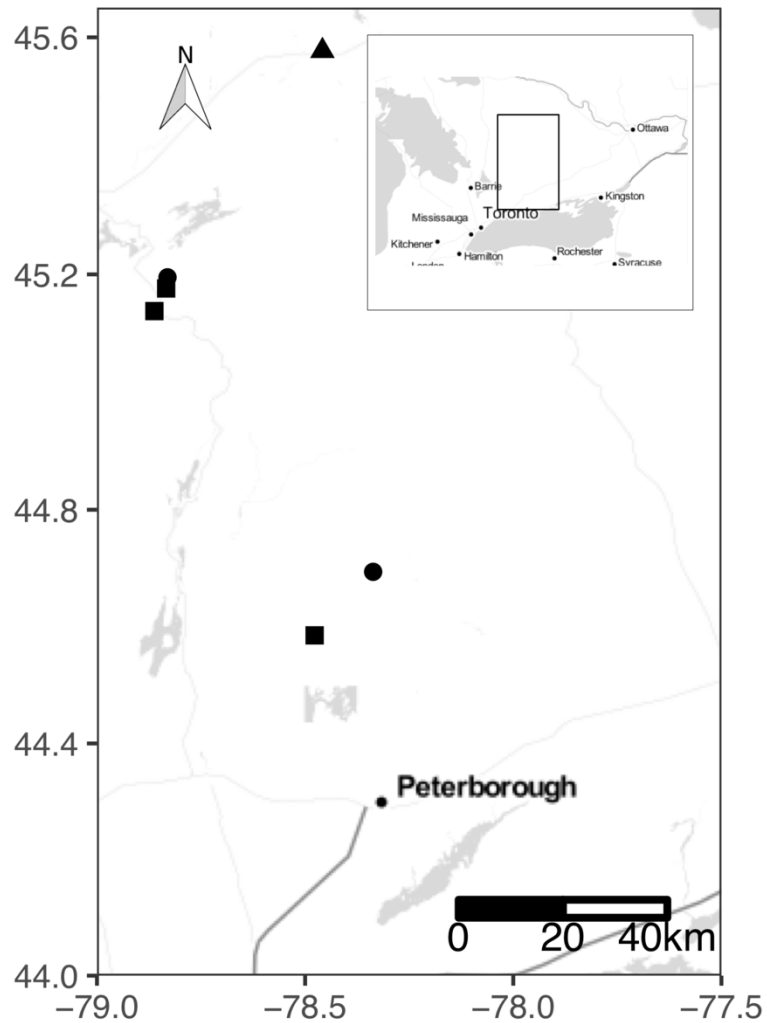 45.6
N
Ottawa
Barrie
Kingston
Mississauga
Toronto
Kitchener
Hamilton
Rochester
London
Syracuse
45.2
44.8
44.4
Peterborough
0 20 40km
44.0
−79.0 −78.5 −78.0 −77.5